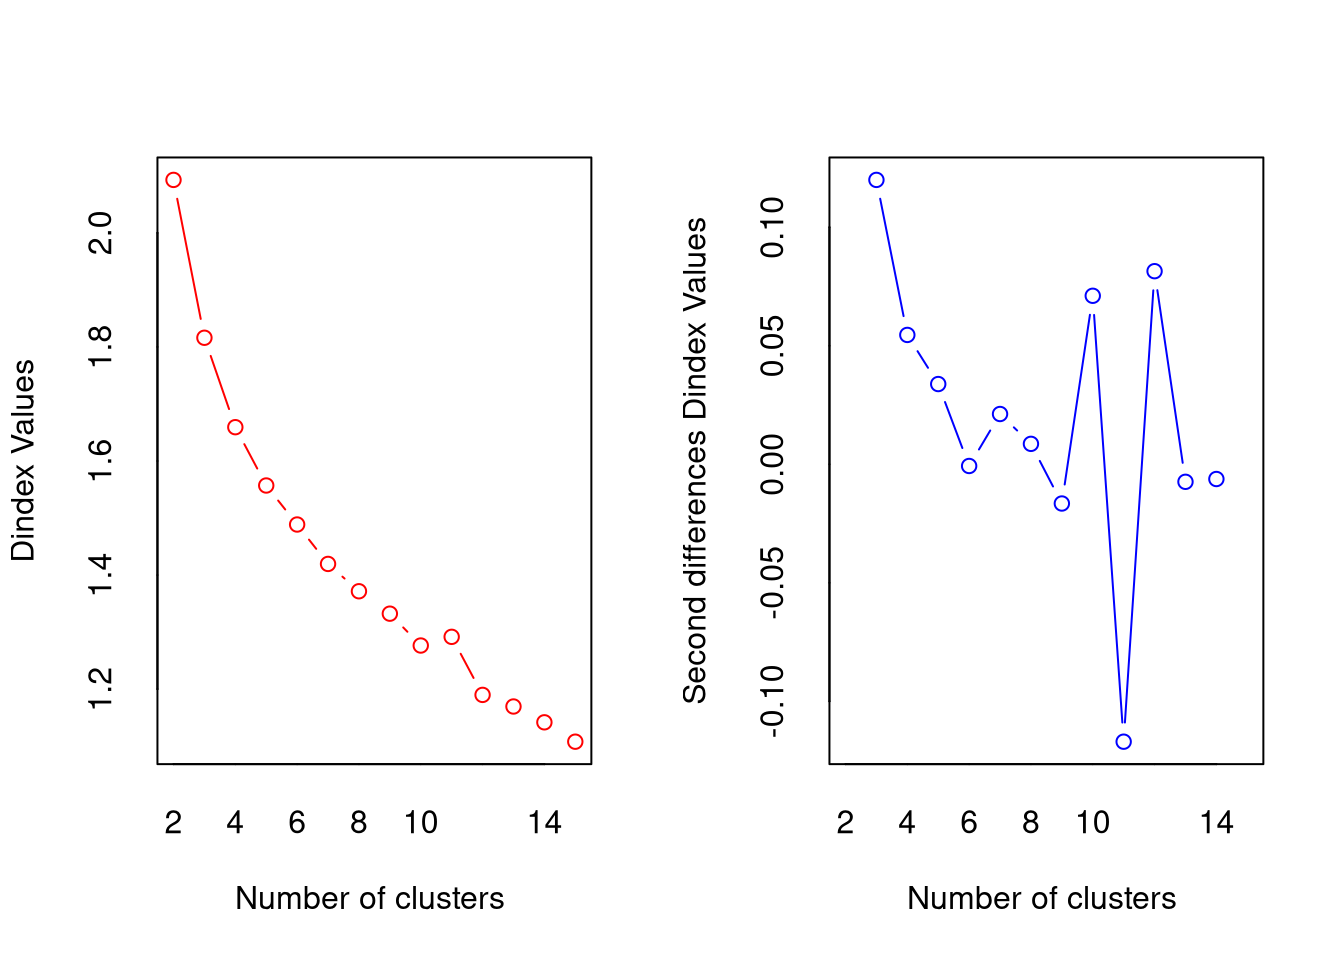 Dindex Values
2.0
1.8
1.6
1.4
1.2
2 4 6 8 10 14
Number of clusters
Second differences Dindex Values
0.10
0.05
0.00
-0.05
-0.10
2 4 6 8 10 14
Number of clusters